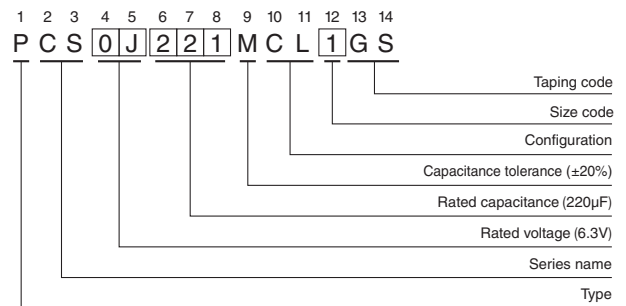 1 2 3 4 5 6 7 8 9 10 11 12 13 14
P C S 0 J 2 2 1 M C L 1 G S
Taping code
Size code
Configuration
Capacitance tolerance (±20%)
Rated capacitance (220µF)
Rated voltage (6.3V)
Series name
Type